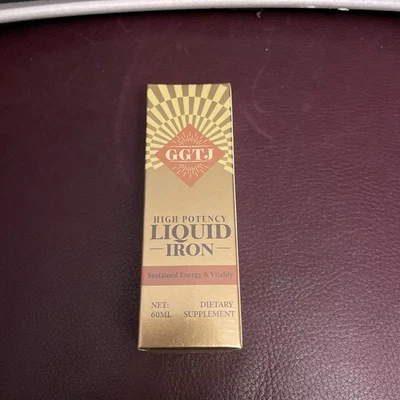 GGTJ
HIGH POTENCY
LIQUID
IRON
Sustained Energy & Vitality
NET: DIETARY
60ML SUPPLEMENT